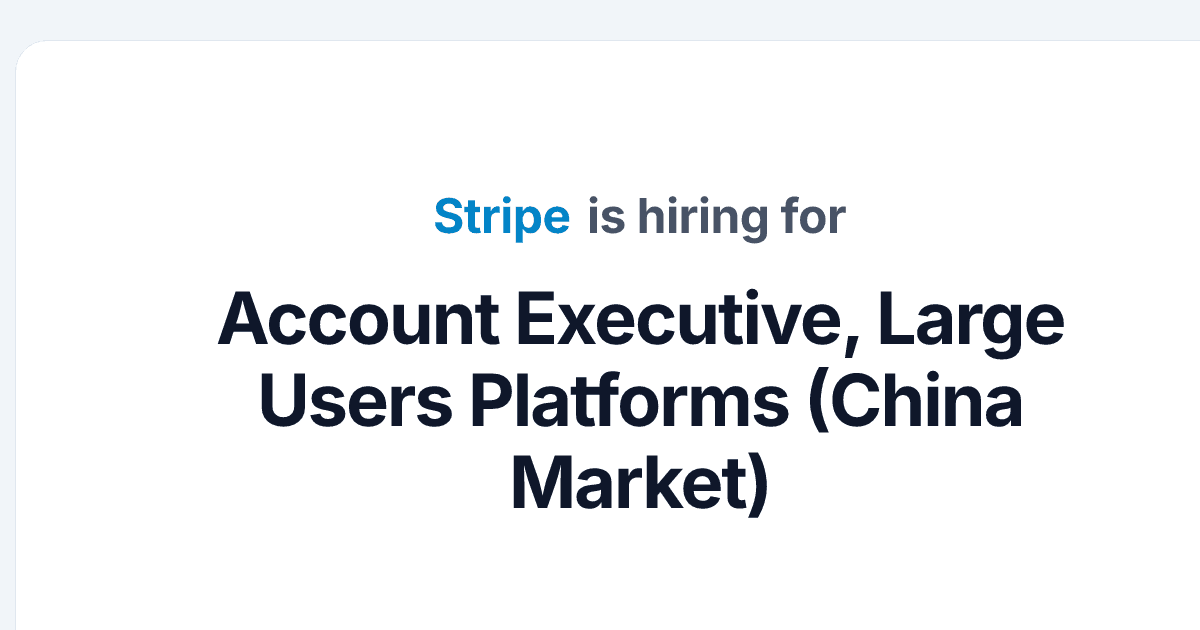 Stripe is hiring for
Account Executive, Large
Users Platforms (China
Market)